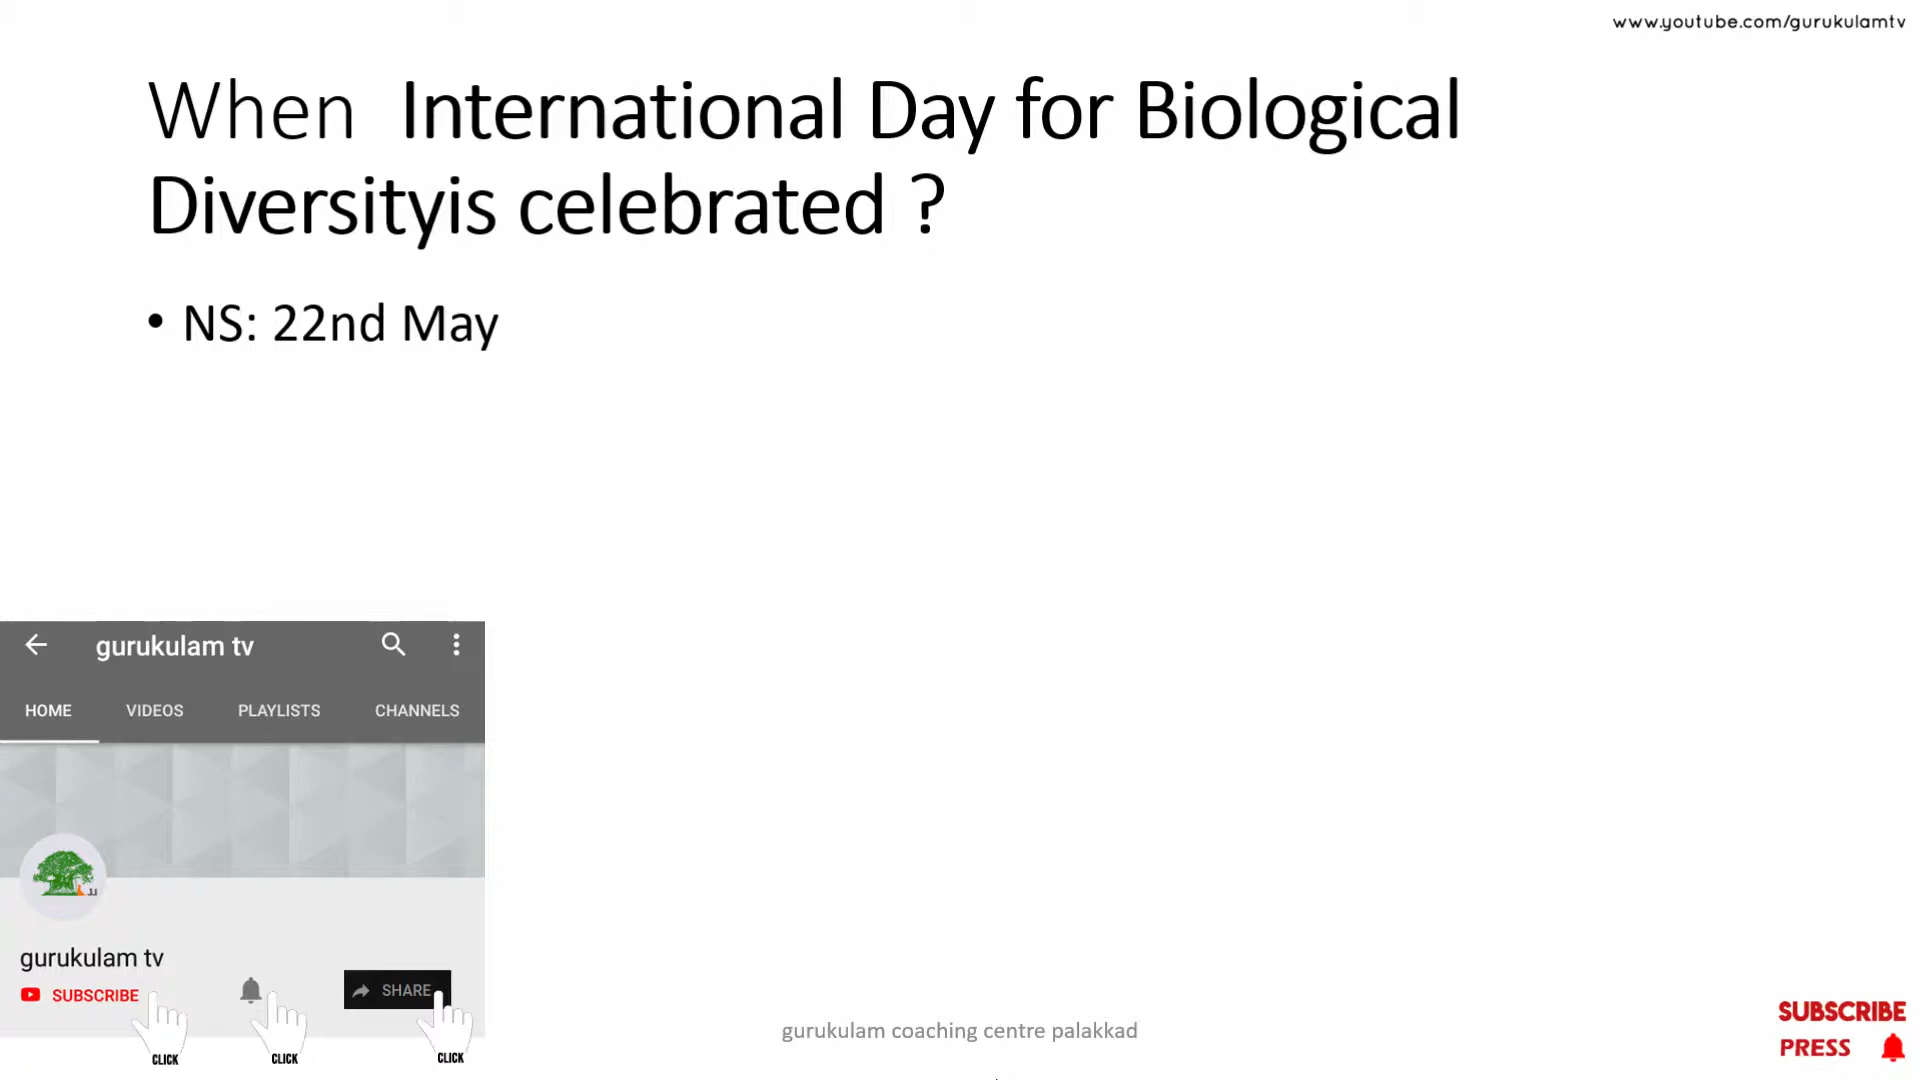 www.youtube.com/gurukulamtv
When International Day for Biological
Diversityis celebrated ?
• NS: 22nd May
gurukulam tv
HOME VIDEOS PLAYLISTS CHANNELS
gurukulam tv
SUBSCRIBE
SHARE
CLICK
CLICK
CLICK
gurukulam coaching centre palakkad
SUBSCRIBE
PRESS